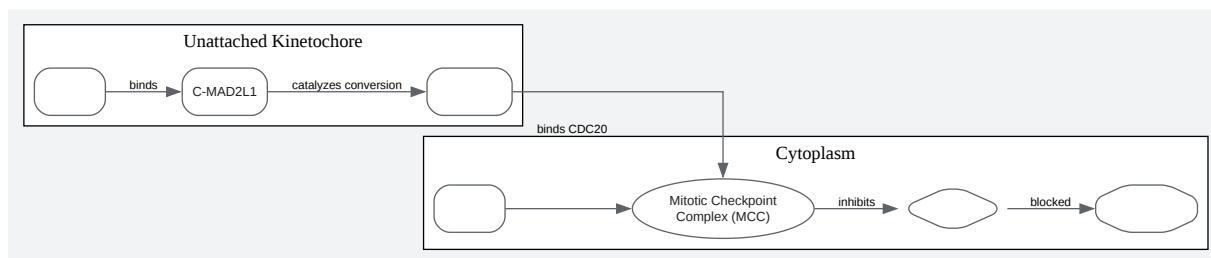 Unattached Kinetochore
binds
C-MAD2L1
catalyzes conversion
binds CDC20
Cytoplasm
Mitotic Checkpoint
Complex (MCC)
inhibits
blocked